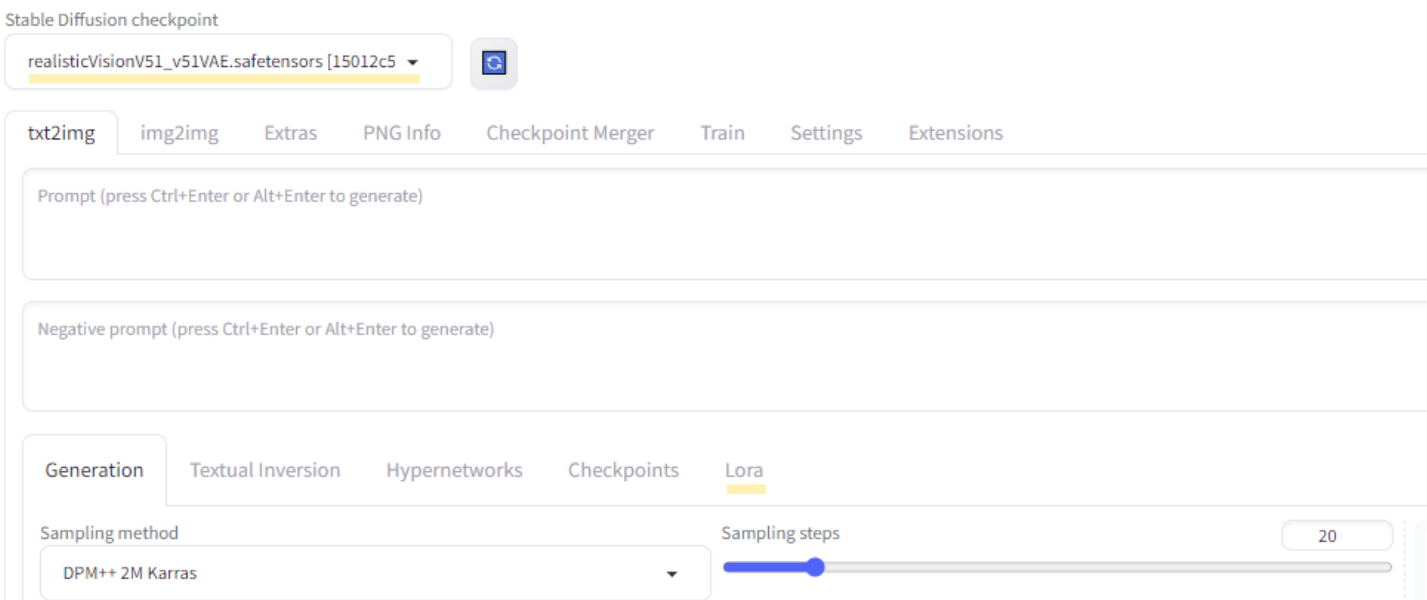 Stable Diffusion checkpoint
realisticVisionV51_v51VAE.safetensors [15012c5
txt2img img2img Extras PNG Info Checkpoint Merger Train Settings Extensions
Prompt (press Ctrl+Enter or Alt+Enter to generate)
Negative prompt (press Ctrl+Enter or Alt+Enter to generate)
Generation Textual Inversion Hypernetworks Checkpoints Lora
Sampling method Sampling steps 20
DPM++ 2M Karras